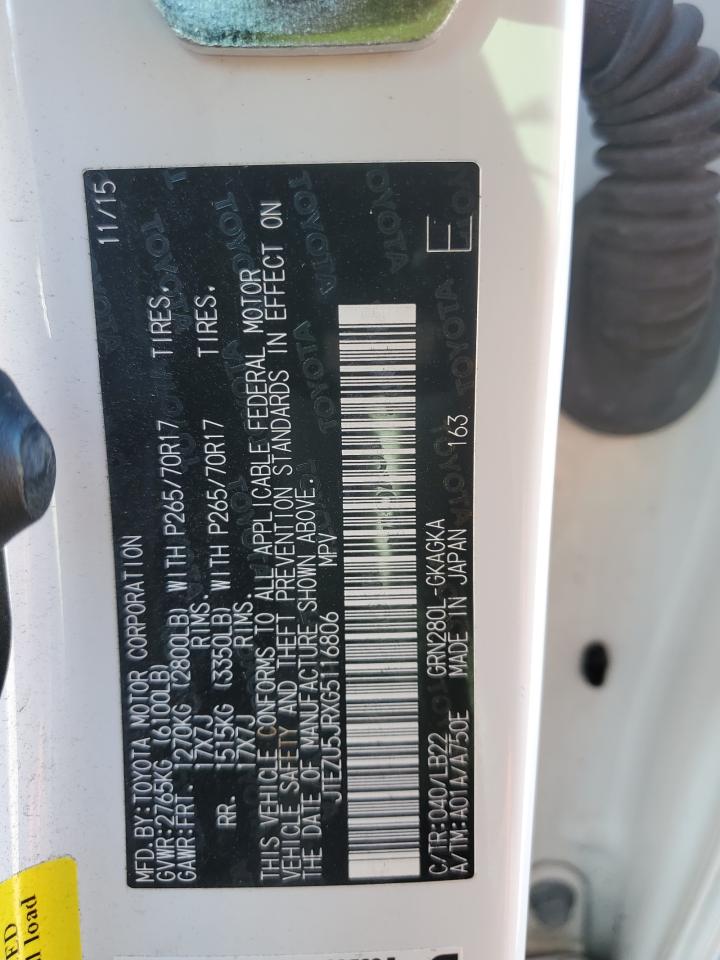 MFD.BY:TOYOTA MOTOR CORPORATION 11/15
GVWR:2765KG (6100LB)
GAWR:FRT. 1270KG (2800LB) WITH P265/70R17 TIRES.
17X7J RIMS.
RR. 1515KG (3350LB) WITH P265/70R17 TIRES.
17X7J RIMS.
THIS VEHICLE CONFORMS TO ALL APPLICABLE FEDERAL MOTOR
VEHICLE SAFETY AND THEFT PREVENTION STANDARDS IN EFFECT ON
THE DATE OF MANUFACTURE SHOWN ABOVE.
JTEZU5JRXG5116806 MPV
C/TR:040/LB22 GRN280L-GKAGKA
A/TM:A01A/A750E MADE IN JAPAN 163 E
load